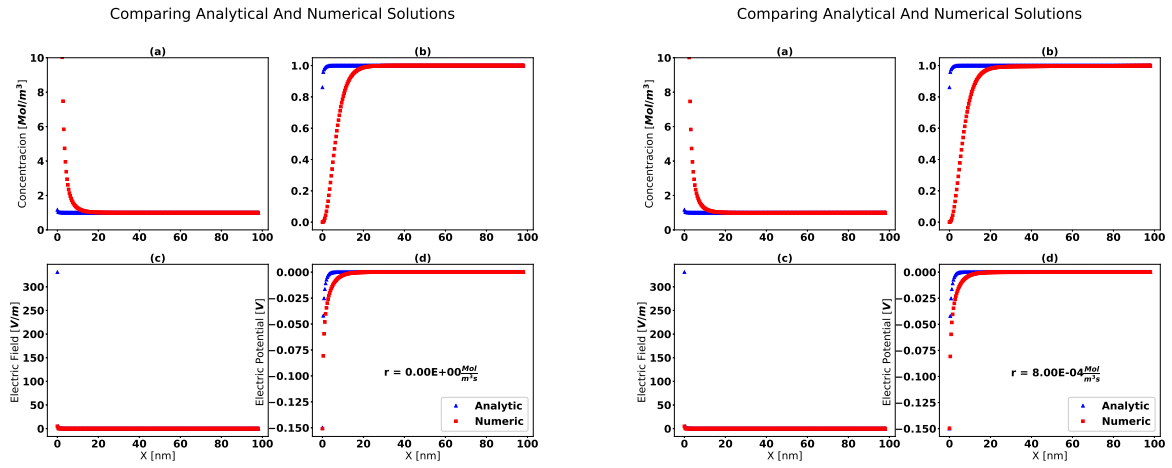 Comparing Analytical And Numerical Solutions
(a)
Concentracion [Mol/m³]
10
8
6
4
2
0
0 20 40 60 80 100
(b)
1.0
0.8
0.6
0.4
0.2
0.0
0 20 40 60 80 100
(c)
Electric Field [V/m]
300
250
200
150
100
50
0
0 20 40 60 80 100
X [nm]
(d)
Electric Potential [V]
0.000
−0.025
−0.050
−0.075
−0.100
−0.125
−0.150
r = 0.00E+00 Mol/m³s
Analytic
Numeric
0 20 40 60 80 100
X [nm]
Comparing Analytical And Numerical Solutions
(a)
Concentracion [Mol/m³]
10
8
6
4
2
0
0 20 40 60 80 100
(b)
1.0
0.8
0.6
0.4
0.2
0.0
0 20 40 60 80 100
(c)
Electric Field [V/m]
300
250
200
150
100
50
0
0 20 40 60 80 100
X [nm]
(d)
Electric Potential [V]
0.000
−0.025
−0.050
−0.075
−0.100
−0.125
−0.150
r = 8.00E-04 Mol/m³s
Analytic
Numeric
0 20 40 60 80 100
X [nm]